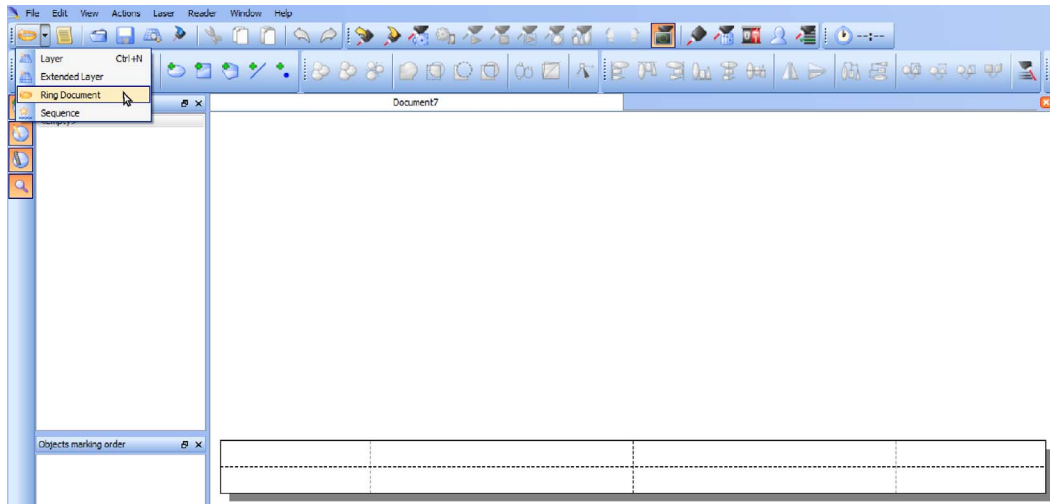 File Edit View Actions Laser Reader Window Help
--:--
Layer Ctrl+N
Extended Layer
Ring Document
Sequence
Document7
Objects marking order